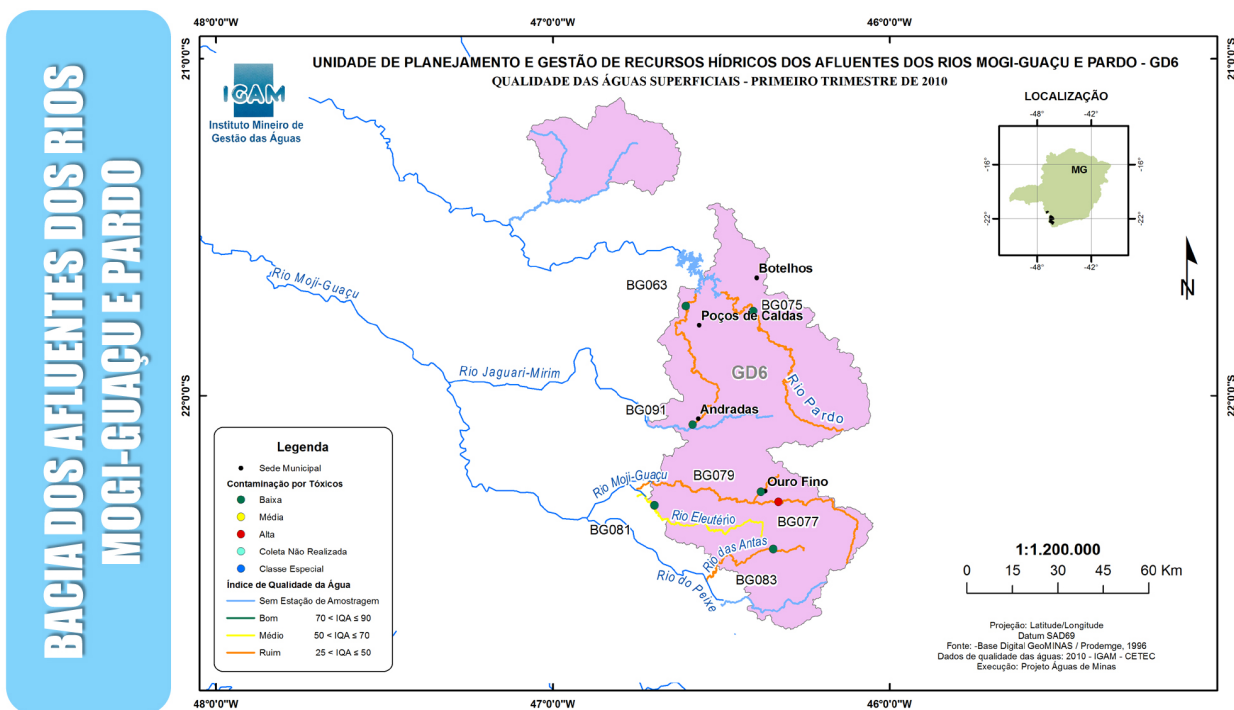 BACIA DOS AFLUENTES DOS RIOS
MOGI-GUAÇU E PARDO
48°0'0"W
47°0'0"W
46°0'0"W
21°0'0"S
21°0'0"S
UNIDADE DE PLANEJAMENTO E GESTÃO DE RECURSOS HÍDRICOS DOS AFLUENTES DOS RIOS MOGI-GUAÇU E PARDO - GD6
QUALIDADE DAS ÁGUAS SUPERFICIAIS - PRIMEIRO TRIMESTRE DE 2010
IGAM
Instituto Mineiro de
Gestão das Águas
LOCALIZAÇÃO
-48°
-42°
-16°
-16°
MG
-22°
-22°
-48°
-42°
N
Botelhos
Rio Moji-Guaçu
BG063
BG075
Poços de Caldas
Rio Jaguari-Mirim
GD6
Rio Pardo
22°0'0"S
22°0'0"S
BG091
Andradas
Rio Moji-Guaçu
BG079
Ouro Fino
BG081
Rio Eleutério
BG077
Rio das Antas
Rio do Peixe
BG083
Legenda
Sede Municipal
Contaminação por Tóxicos
Baixa
Média
Alta
Coleta Não Realizada
Classe Especial
Índice de Qualidade da Água
Sem Estação de Amostragem
Bom 70 < IQA ≤ 90
Médio 50 < IQA ≤ 70
Ruim 25 < IQA ≤ 50
1:1.200.000
0 15 30 45 60 Km
Projeção: Latitude/Longitude
Datum SAD69
Fonte: -Base Digital GeoMINAS / Prodemge, 1996
Dados de qualidade das águas: 2010 - IGAM - CETEC
Execução: Projeto Águas de Minas
48°0'0"W
47°0'0"W
46°0'0"W